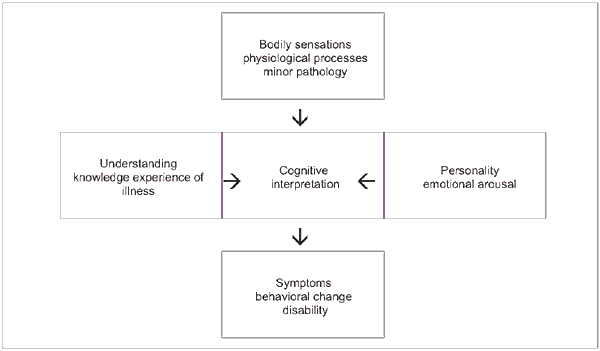 Bodily sensations
physiological processes
minor pathology
Understanding
knowledge experience of
illness
Cognitive
interpretation
Personality
emotional arousal
Symptoms
behavioral change
disability